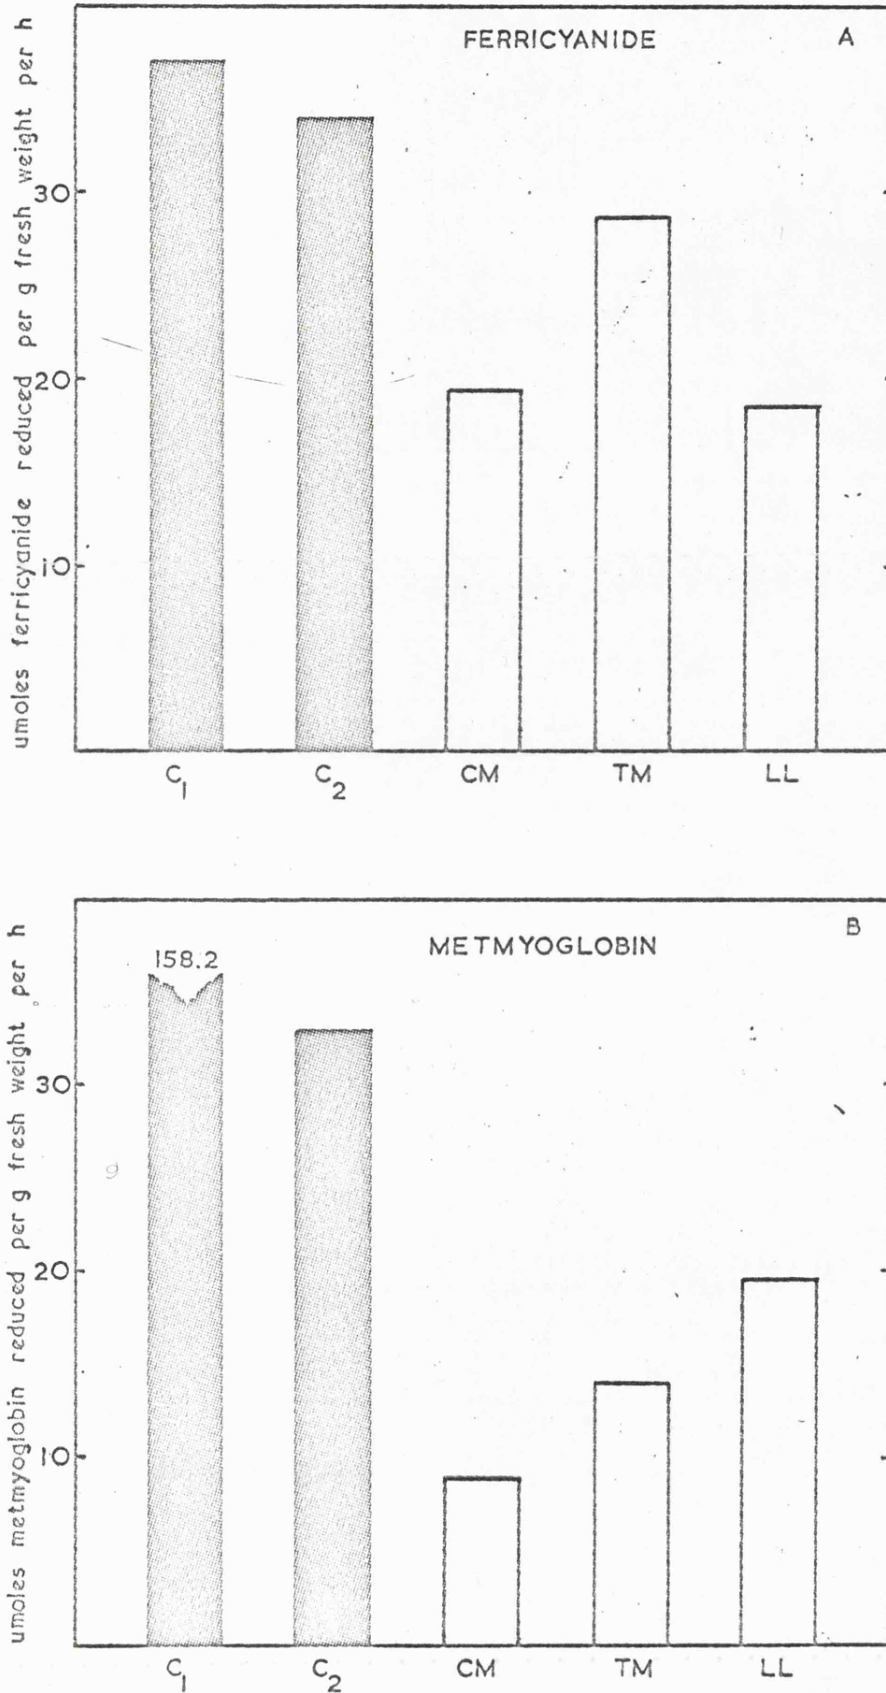 FERRICYANIDE
A
umoles ferricyanide reduced per g fresh weight per h
30
20
10
C1
C2
CM
TM
LL
METMYOGLOBIN
B
umoles metmyoglobin reduced per g fresh weight per h
158.2
30
20
10
C1
C2
CM
TM
LL